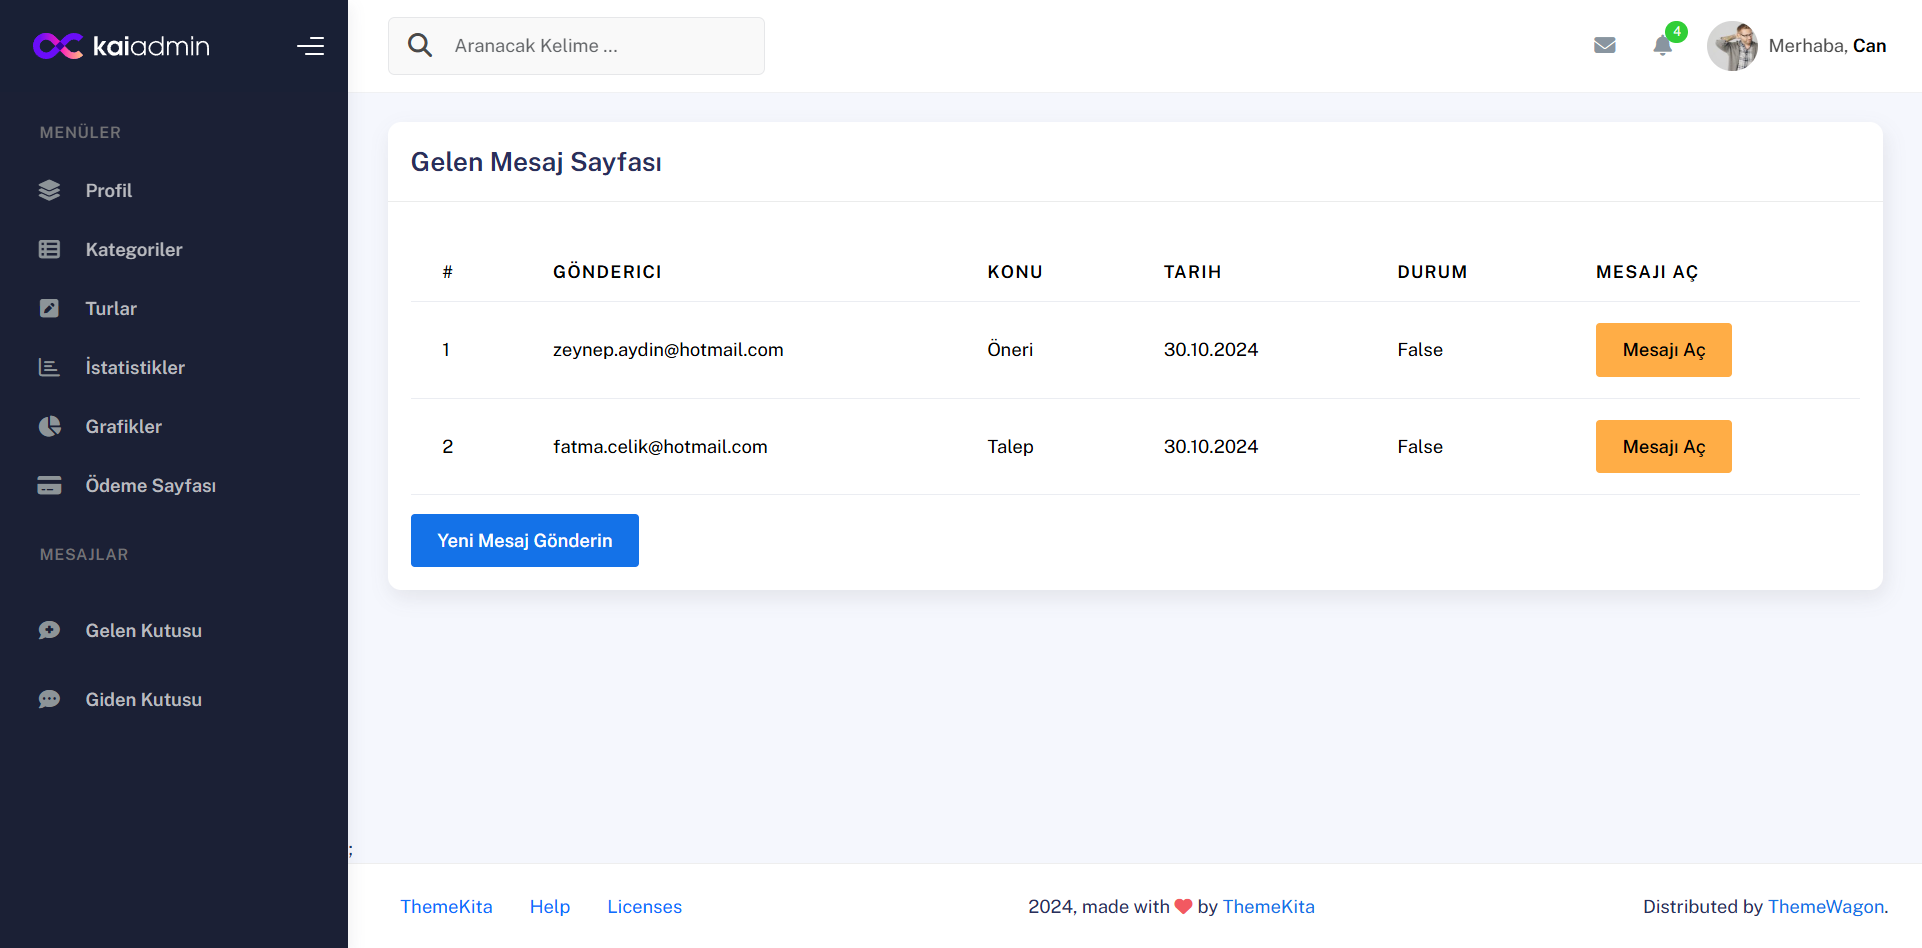 kaiadmin
Aranacak Kelime ...
4
Merhaba, Can
MENÜLER
Profil
Kategoriler
Turlar
İstatistikler
Grafikler
Ödeme Sayfası
MESAJLAR
Gelen Kutusu
Giden Kutusu
Gelen Mesaj Sayfası
# GÖNDERICI KONU TARIH DURUM MESAJI AÇ
1 zeynep.aydin@hotmail.com Öneri 30.10.2024 False Mesajı Aç
2 fatma.celik@hotmail.com Talep 30.10.2024 False Mesajı Aç
Yeni Mesaj Gönderin
;
ThemeKita Help Licenses 2024, made with ❤ by ThemeKita Distributed by ThemeWagon.